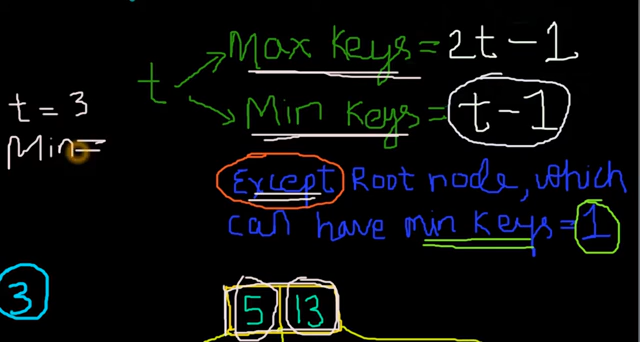 Max Keys = 2t - 1
t
Min Keys = t - 1
t = 3
Min =
Except Root node, which
can have min Keys = 1
3
5 13